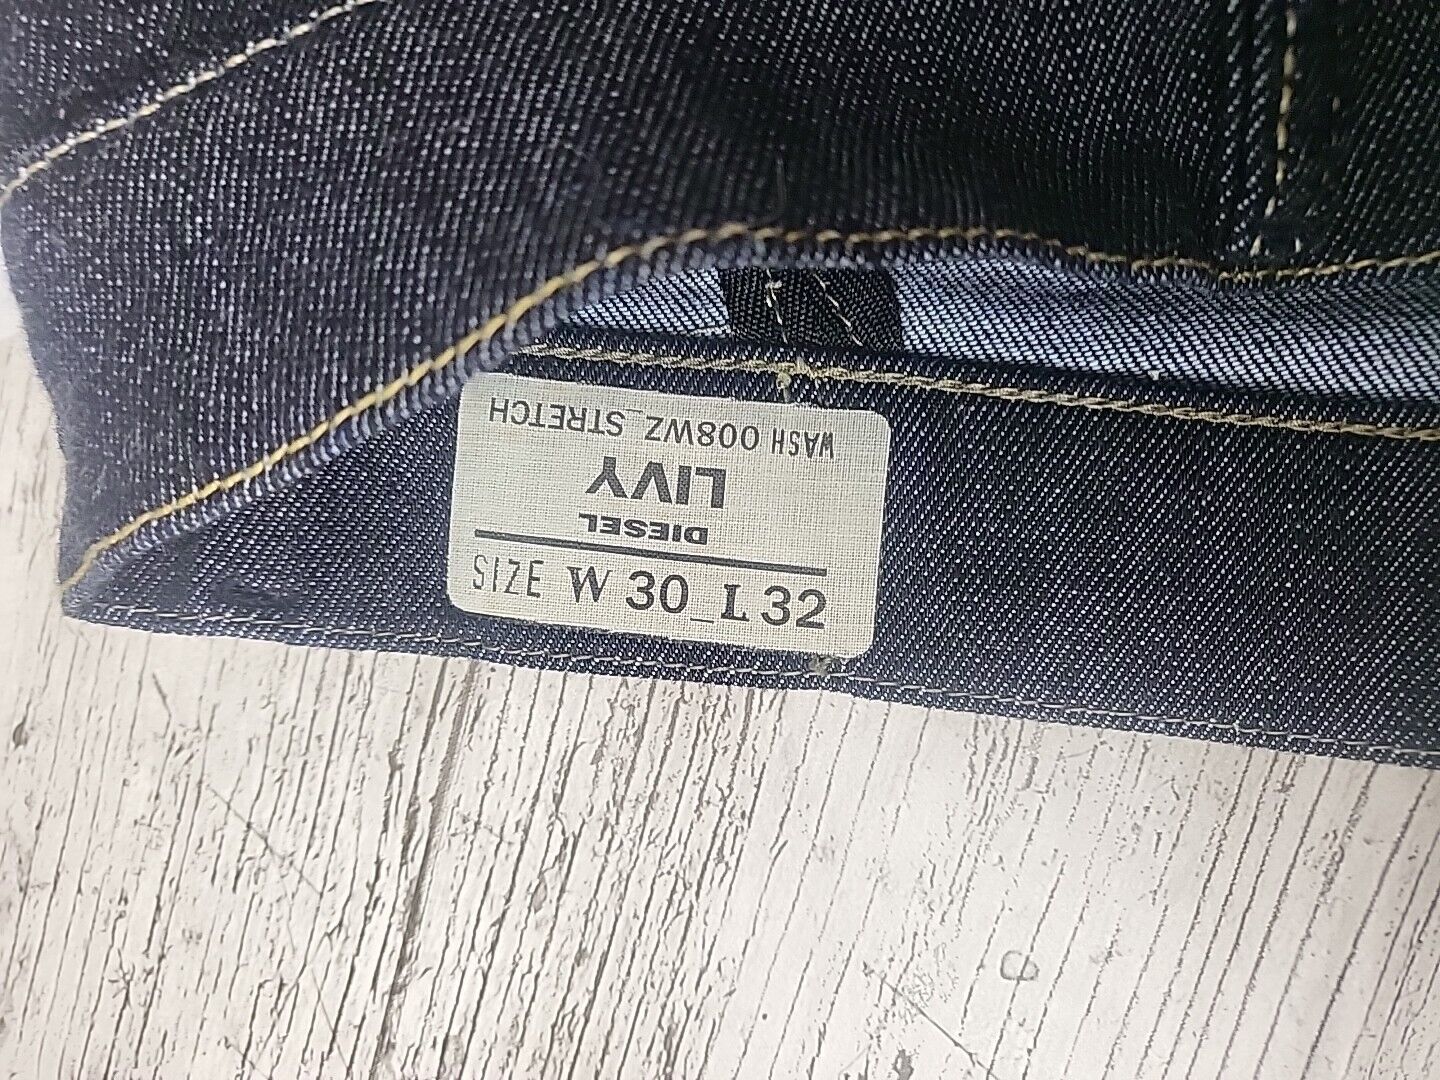 WASH 008WZ_STRETCH
LIVY
DIESEL
SIZE W 30_L 32